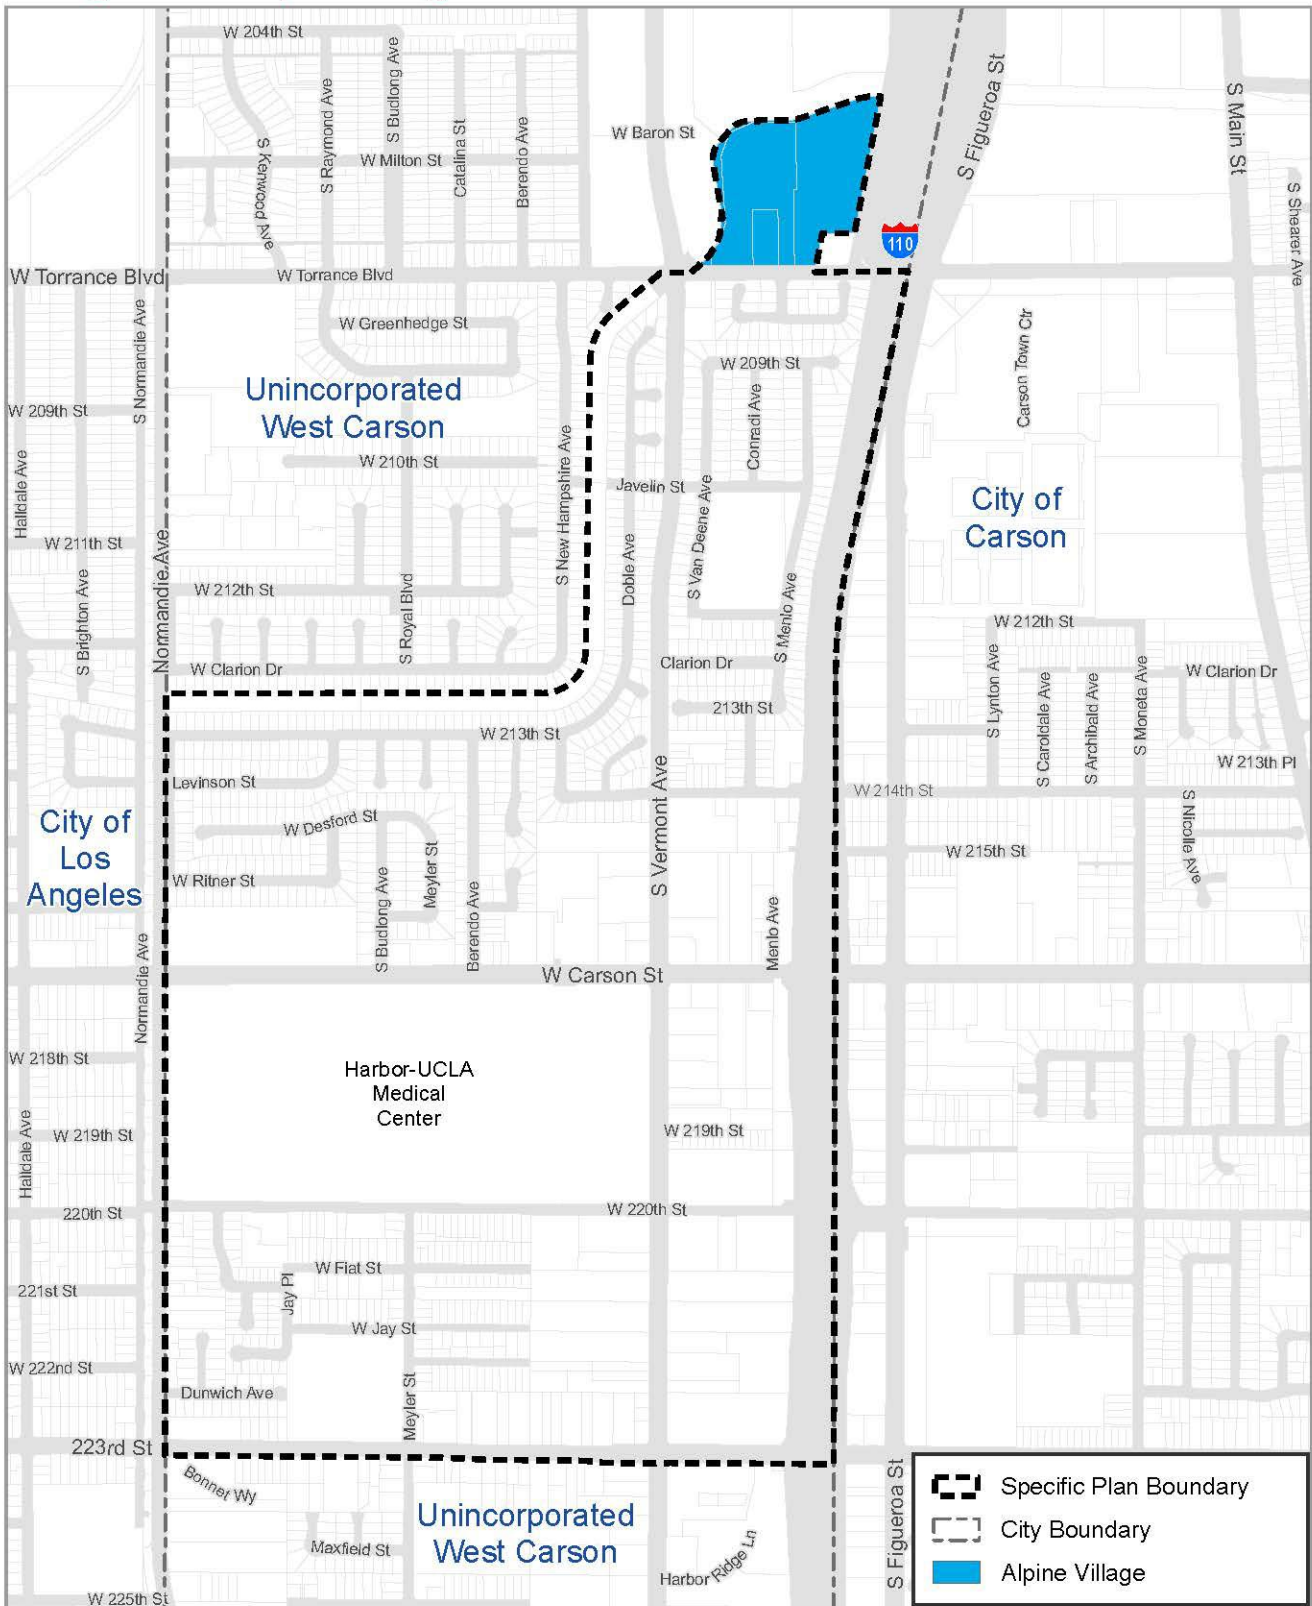 W 204th St
S Kenwood Ave
S Raymond Ave
S Budlong Ave
Catalina St
Berendo Ave
W Milton St
W Baron St
S Figueroa St
S Main St
S Shearer Ave
110
W Torrance Blvd
W Torrance Blvd
S Normandie Ave
W Greenhedge St
W 209th St
Conradi Ave
Carson Town Ctr
Unincorporated
West Carson
W 209th St
Halldale Ave
W 210th St
S New Hampshire Ave
Javelin St
S Van Deene Ave
City of
Carson
W 211th St
Normandie Ave
S Brighton Ave
W 212th St
S Royal Blvd
Doble Ave
S Menlo Ave
W 212th St
W Clarion Dr
Clarion Dr
W Clarion Dr
S Lynton Ave
S Caroldale Ave
S Archibald Ave
S Moneta Ave
213th St
W 213th St
W 213th Pl
Levinson St
W 214th St
S Nicolle Ave
City of
Los
Angeles
W Desford St
Meyler St
S Vermont Ave
W 215th St
W Ritner St
S Budlong Ave
Berendo Ave
Menlo Ave
Normandie Ave
W Carson St
W 218th St
Harbor-UCLA
Medical
Center
Halldale Ave
W 219th St
W 219th St
220th St
W 220th St
W Fiat St
221st St
Jay Pl
W Jay St
W 222nd St
Dunwich Ave
Meyler St
223rd St
Bonnet Wy
S Figueroa St
Unincorporated
West Carson
Maxfield St
Harbor Ridge Ln
W 225th St
Specific Plan Boundary
City Boundary
Alpine Village